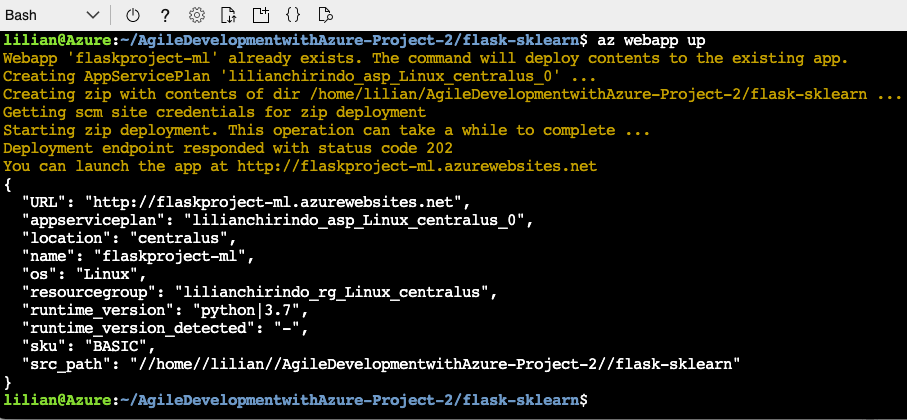 Bash
?
{}
lilian@Azure:~/AgileDevelopmentwithAzure-Project-2/flask-sklearn$ az webapp up
Webapp 'flaskproject-ml' already exists. The command will deploy contents to the existing app.
Creating AppServicePlan 'lilianchirindo_asp_Linux_centralus_0' ...
Creating zip with contents of dir /home/lilian/AgileDevelopmentwithAzure-Project-2/flask-sklearn ...
Getting scm site credentials for zip deployment
Starting zip deployment. This operation can take a while to complete ...
Deployment endpoint responded with status code 202
You can launch the app at http://flaskproject-ml.azurewebsites.net
{
  "URL": "http://flaskproject-ml.azurewebsites.net",
  "appserviceplan": "lilianchirindo_asp_Linux_centralus_0",
  "location": "centralus",
  "name": "flaskproject-ml",
  "os": "Linux",
  "resourcegroup": "lilianchirindo_rg_Linux_centralus",
  "runtime_version": "python|3.7",
  "runtime_version_detected": "-",
  "sku": "BASIC",
  "src_path": "//home//lilian//AgileDevelopmentwithAzure-Project-2//flask-sklearn"
}
lilian@Azure:~/AgileDevelopmentwithAzure-Project-2/flask-sklearn$